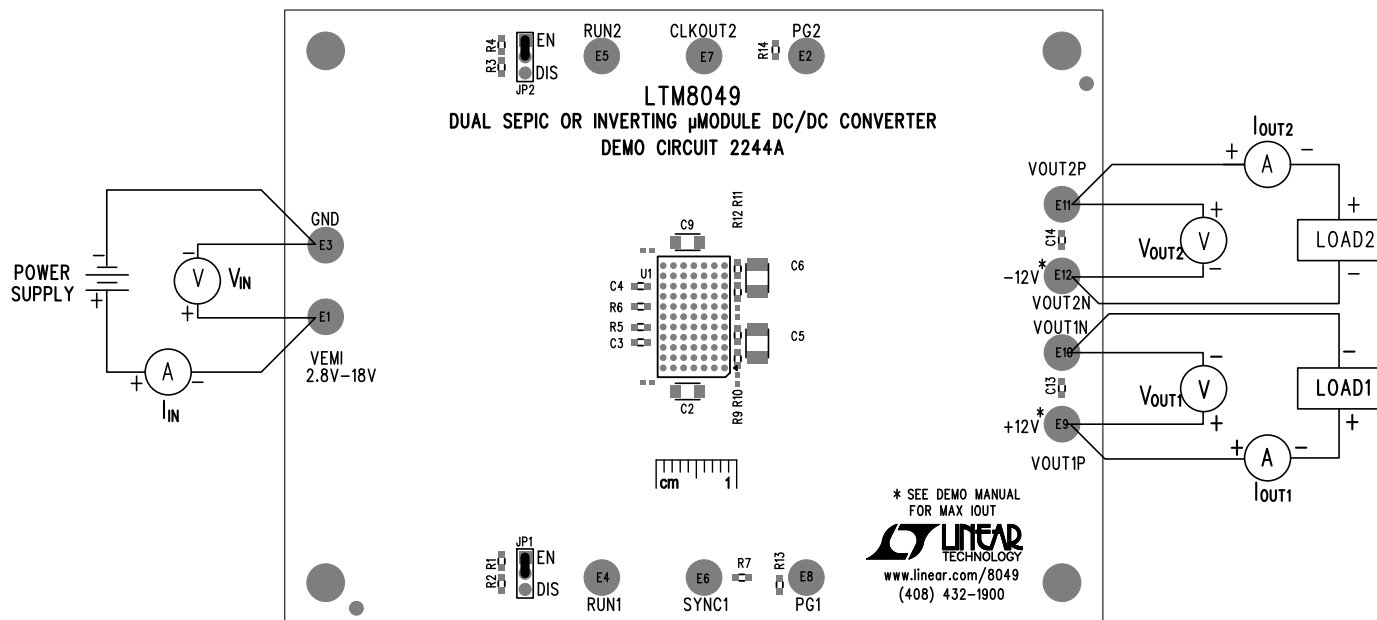 RUN2
CLKOUT2
PG2
R4
EN
E5
E7
R14
E2
R3
DIS
JP2
LTM8049
DUAL SEPIC OR INVERTING µMODULE DC/DC CONVERTER
DEMO CIRCUIT 2244A
IOUT2
+ A -
VOUT2P
E11
+
V
VOUT2
-
C14
+
LOAD2
-
-12V*
E12
VOUT2N
GND
E3
-
V
VIN
+
-
POWER
SUPPLY
+
E1
VEMI
2.8V-18V
+ A -
IIN
R12 R11
C9
U1
C4
C6
R6
R5
C3
C5
C2
R9 R10
VOUT1N
E10
-
V
VOUT1
+
C13
-
LOAD1
+
+12V*
E9
VOUT1P
+ A -
IOUT1
cm 1
* SEE DEMO MANUAL
FOR MAX IOUT
LINEAR
TECHNOLOGY
www.linear.com/8049
(408) 432-1900
JP1
R1
EN
R2
DIS
E4
RUN1
E6
SYNC1
R7
R13
E8
PG1